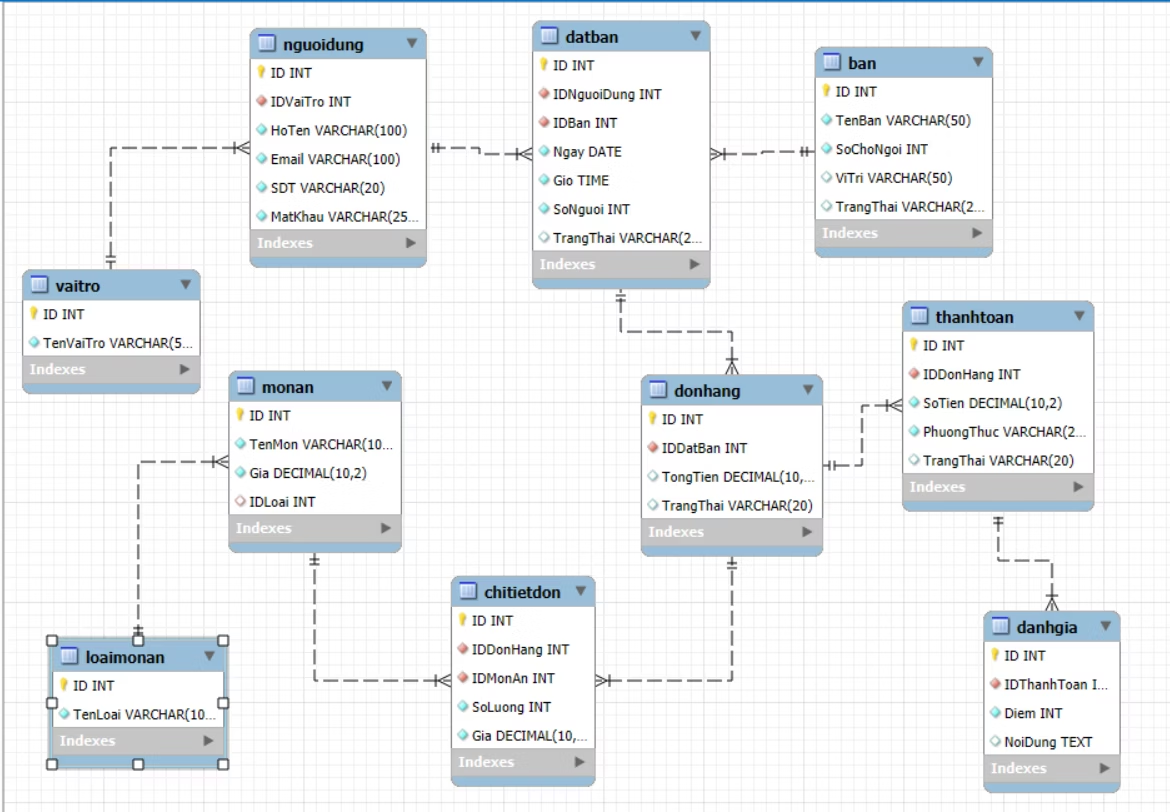 nguoidung
ID INT
IDVaiTro INT
HoTen VARCHAR(100)
Email VARCHAR(100)
SDT VARCHAR(20)
MatKhau VARCHAR(25...
Indexes
datban
ID INT
IDNguoiDung INT
IDBan INT
Ngay DATE
Gio TIME
SoNguoi INT
TrangThai VARCHAR(2...
Indexes
ban
ID INT
TenBan VARCHAR(50)
SoChoNgoi INT
ViTri VARCHAR(50)
TrangThai VARCHAR(2...
Indexes
vaitro
ID INT
TenVaiTro VARCHAR(5...
Indexes
monan
ID INT
TenMon VARCHAR(10...
Gia DECIMAL(10,2)
IDLoai INT
Indexes
donhang
ID INT
IDDatBan INT
TongTien DECIMAL(10,...
TrangThai VARCHAR(20)
Indexes
thanhtoan
ID INT
IDDonHang INT
SoTien DECIMAL(10,2)
PhuongThuc VARCHAR(2...
TrangThai VARCHAR(20)
Indexes
loaimonan
ID INT
TenLoai VARCHAR(10...
Indexes
chitietdon
ID INT
IDDonHang INT
IDMonAn INT
SoLuong INT
Gia DECIMAL(10,...
Indexes
danhgia
ID INT
IDThanhToan I...
Diem INT
NoiDung TEXT
Indexes